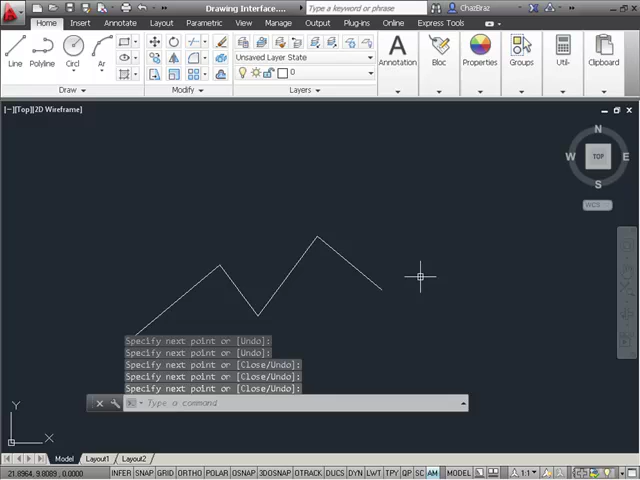 Drawing Interface....
Type a keyword or phrase
ChatBraz
Home Insert Annotate Layout Parametric View Manage Output Plug-ins Online Express Tools
Unsaved Layer State
0
Line Polyline Circl Ar Annotation Bloc Properties Groups Util- Clipboard
Draw Modify Layers
[–][Top][2D Wireframe]
N
W TOP E
S
WCS
Specify next point or [Undo]:
Specify next point or [Undo]:
Specify next point or [Close/Undo]:
Specify next point or [Close/Undo]:
Specify next point or [Close/Undo]:
Type a command
Y
X
Model Layout1 Layout2
21.8964, 9.8089, 0.0000 INFER SNAP GRID ORTHO POLAR OSNAP 3DOSNAP OTRACK DUCS DYN LWT TPY QP SC AM MODEL 1:1